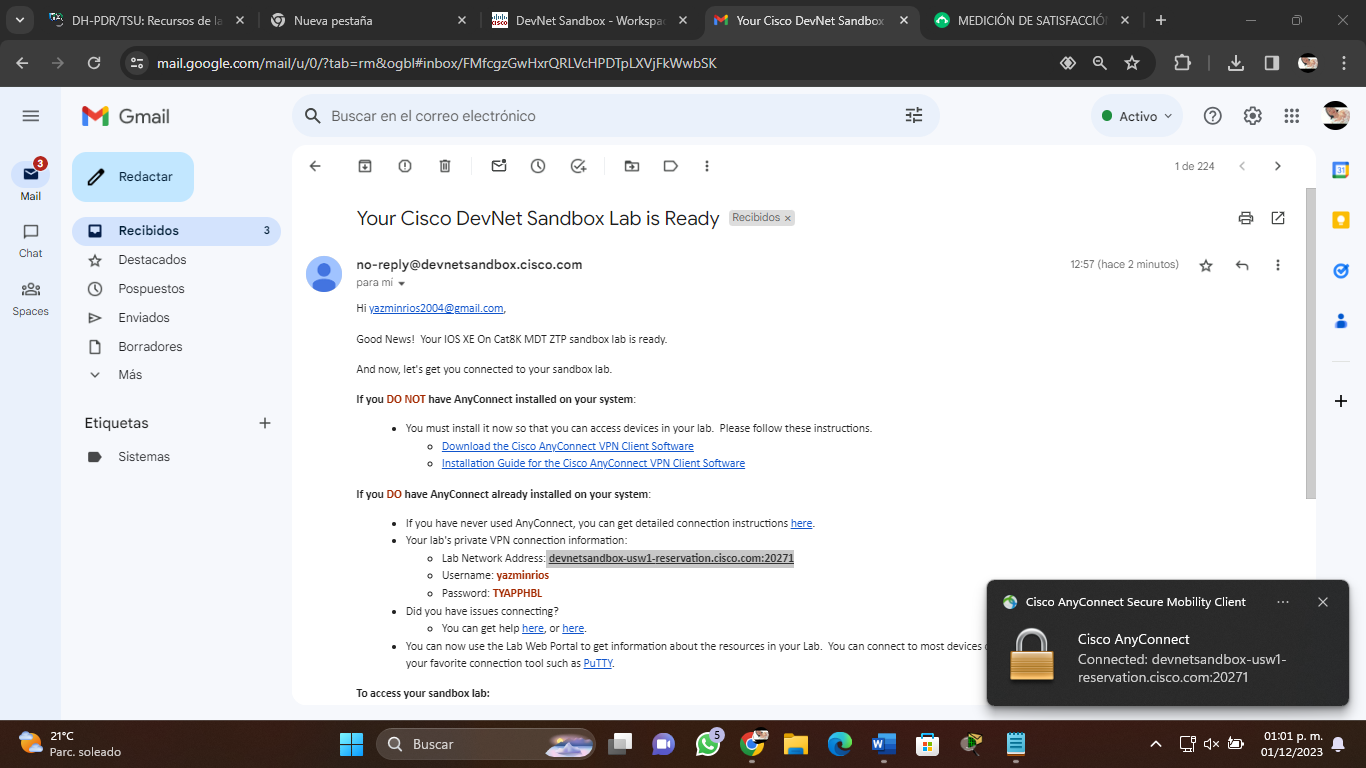 DH-PDR/TSU: Recursos de la
Nueva pestaña
DevNet Sandbox - Workspac
Your Cisco DevNet Sandbox
MEDICIÓN DE SATISFACCIÓN
mail.google.com/mail/u/0/?tab=rm&ogbl#inbox/FMfcgzGwHxrQRLVcHPDTpLXVjFkWwbSK
Gmail
Buscar en el correo electrónico
Activo
3
Mail
Chat
Spaces
Redactar
Recibidos 3
Destacados
Pospuestos
Enviados
Borradores
Más
Etiquetas
Sistemas
1 de 224
Your Cisco DevNet Sandbox Lab is Ready Recibidos x
no-reply@devnetsandbox.cisco.com 12:57 (hace 2 minutos)
para mí
Hi yazminrios2004@gmail.com,
Good News! Your IOS XE On Cat8K MDT ZTP sandbox lab is ready.
And now, let's get you connected to your sandbox lab.
If you DO NOT have AnyConnect installed on your system:
You must install it now so that you can access devices in your lab. Please follow these instructions.
Download the Cisco AnyConnect VPN Client Software
Installation Guide for the Cisco AnyConnect VPN Client Software
If you DO have AnyConnect already installed on your system:
If you have never used AnyConnect, you can get detailed connection instructions here.
Your lab's private VPN connection information:
Lab Network Address: devnetsandbox-usw1-reservation.cisco.com:20271
Username: yazminrios
Password: TYAPPHBL
Did you have issues connecting?
You can get help here, or here.
You can now use the Lab Web Portal to get information about the resources in your Lab. You can connect to most devices
your favorite connection tool such as PuTTY.
To access your sandbox lab:
31
Cisco AnyConnect Secure Mobility Client
Cisco AnyConnect
Connected: devnetsandbox-usw1-
reservation.cisco.com:20271
21°C
Parc. soleado
Buscar
5
01:01 p. m.
01/12/2023